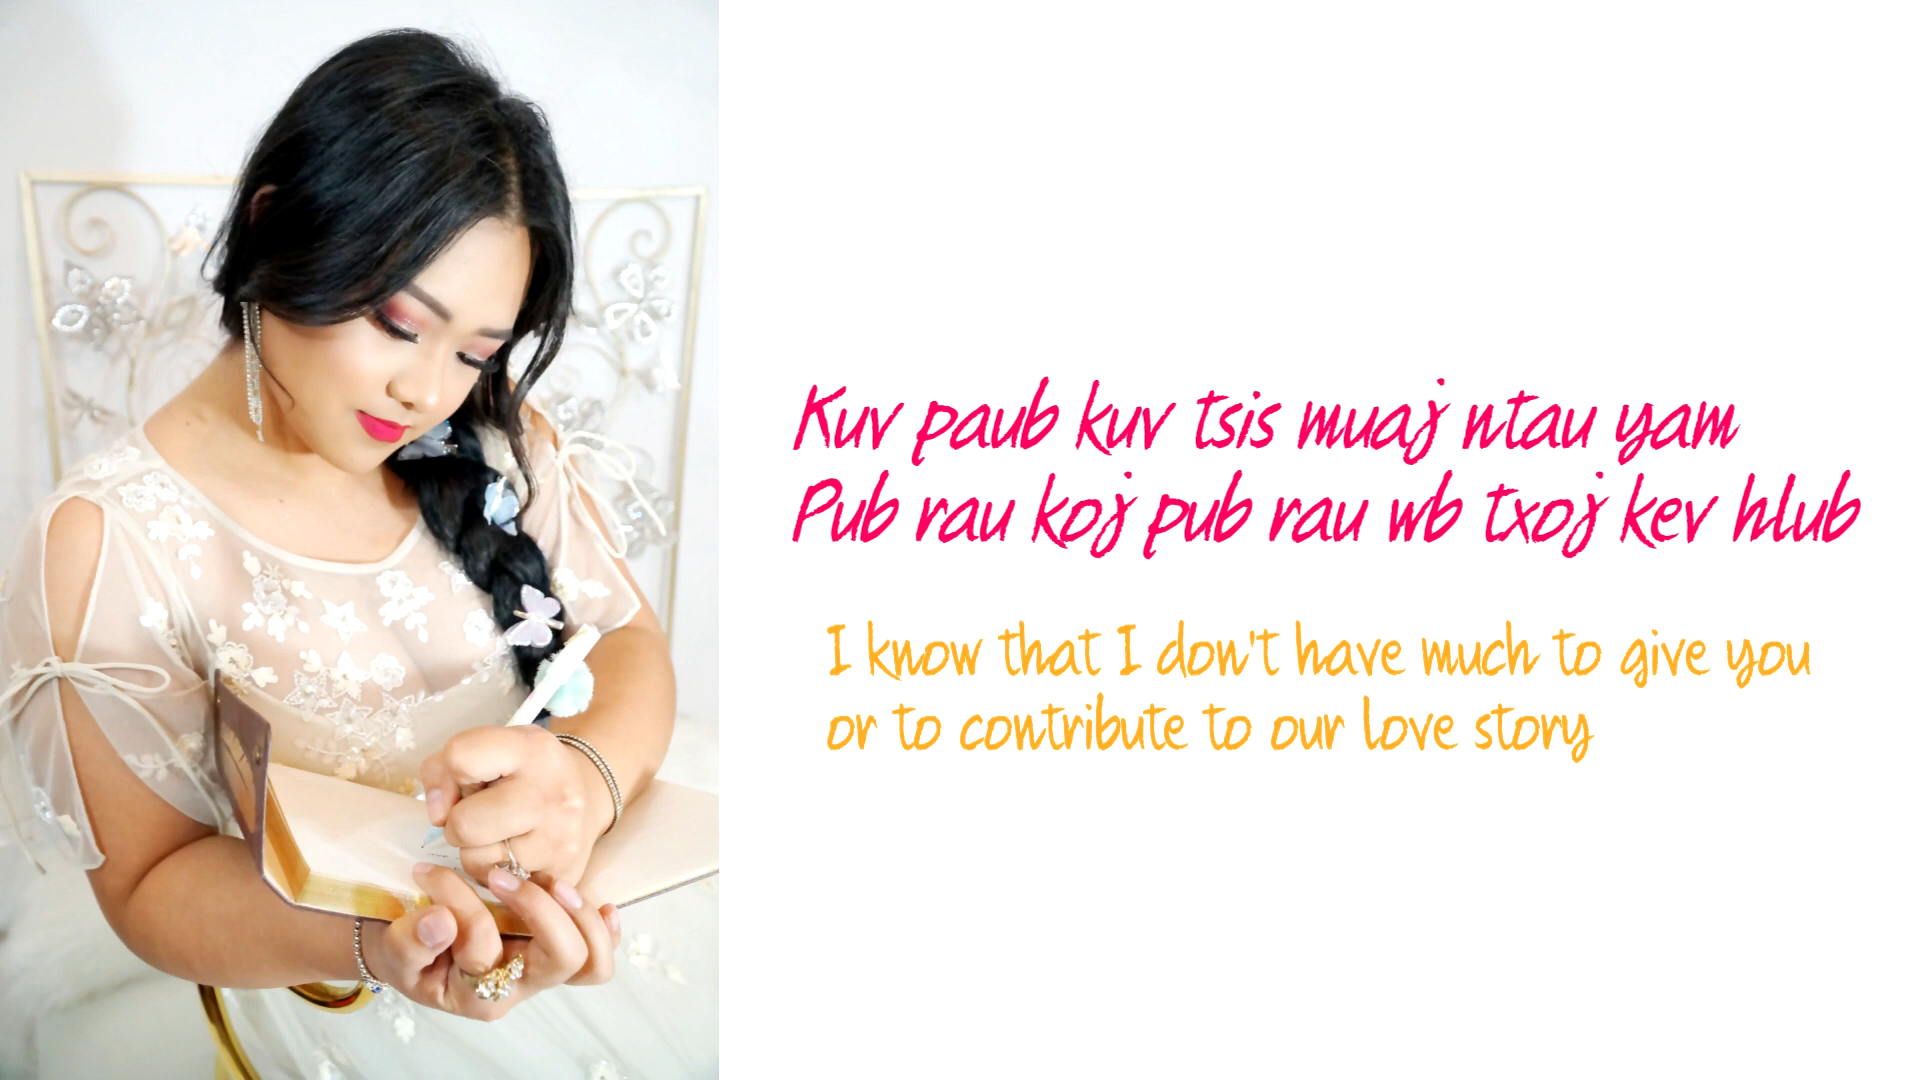 Kuv paub kuv tsis muaj ntau yam
Pub rau koj pub rau wb txoj kev hlub
I know that I don't have much to give you
or to contribute to our love story